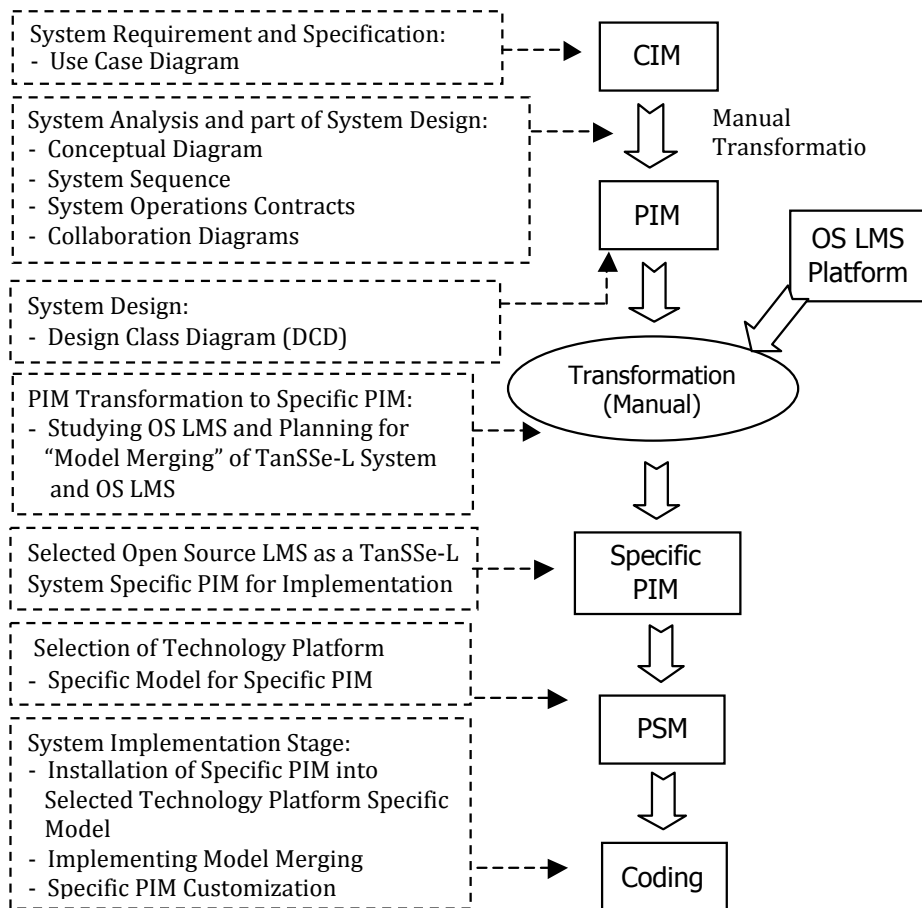 System Requirement and Specification:
- Use Case Diagram
CIM
System Analysis and part of System Design:
- Conceptual Diagram
- System Sequence
- System Operations Contracts
- Collaboration Diagrams
Manual
Transformatio
PIM
OS LMS
Platform
System Design:
- Design Class Diagram (DCD)
Transformation
(Manual)
PIM Transformation to Specific PIM:
- Studying OS LMS and Planning for
“Model Merging” of TanSSe-L System
and OS LMS
Selected Open Source LMS as a TanSSe-L
System Specific PIM for Implementation
Specific
PIM
Selection of Technology Platform
- Specific Model for Specific PIM
PSM
System Implementation Stage:
- Installation of Specific PIM into
Selected Technology Platform Specific
Model
- Implementing Model Merging
- Specific PIM Customization
Coding